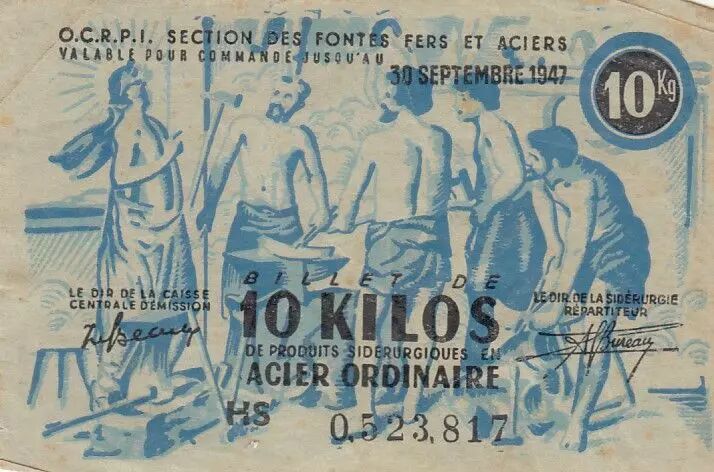 O.C.R.P.I. SECTION DES FONTES FERS ET ACIERS
VALABLE POUR COMMANDE JUSQU'AU
30 SEPTEMBRE 1947
10 Kg
BILLET DE
LE DIR. DE LA CAISSE
CENTRALE D'ÉMISSION
10 KILOS
LE DIR. DE LA SIDÉRURGIE
RÉPARTITEUR
DE PRODUITS SIDERURGIQUES EN
ACIER ORDINAIRE
HS
0,523,817